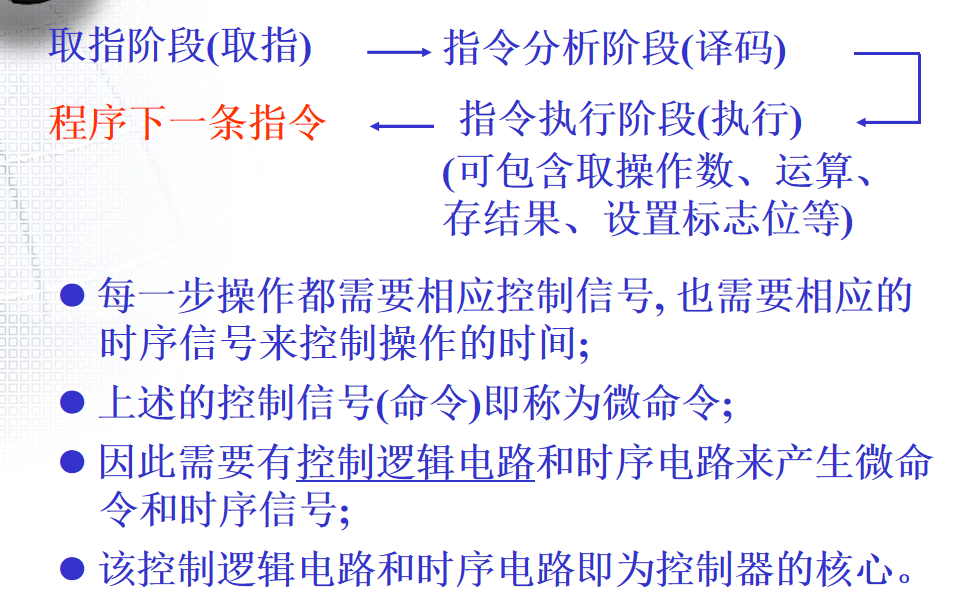 取指阶段(取指) 指令分析阶段(译码)
程序下一条指令 指令执行阶段(执行)
(可包含取操作数、运算、
存结果、设置标志位等)
每一步操作都需要相应控制信号, 也需要相应的
时序信号来控制操作的时间;
上述的控制信号(命令)即称为微命令;
因此需要有控制逻辑电路和时序电路来产生微命
令和时序信号;
该控制逻辑电路和时序电路即为控制器的核心。